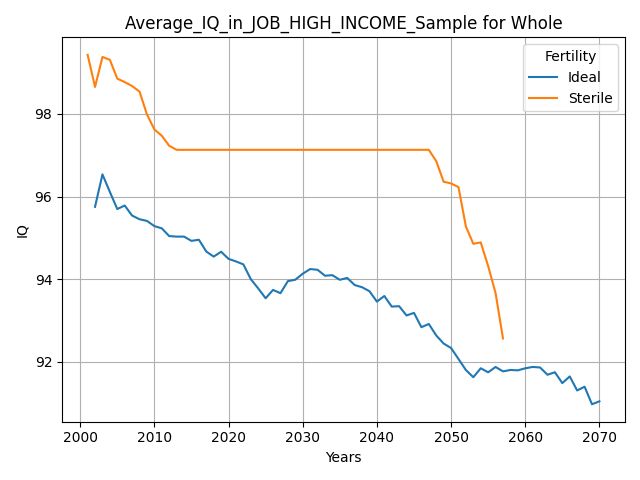 Average_IQ_in_JOB_HIGH_INCOME_Sample for Whole
Fertility
Ideal
Sterile
IQ
98
96
94
92
2000 2010 2020 2030 2040 2050 2060 2070
Years